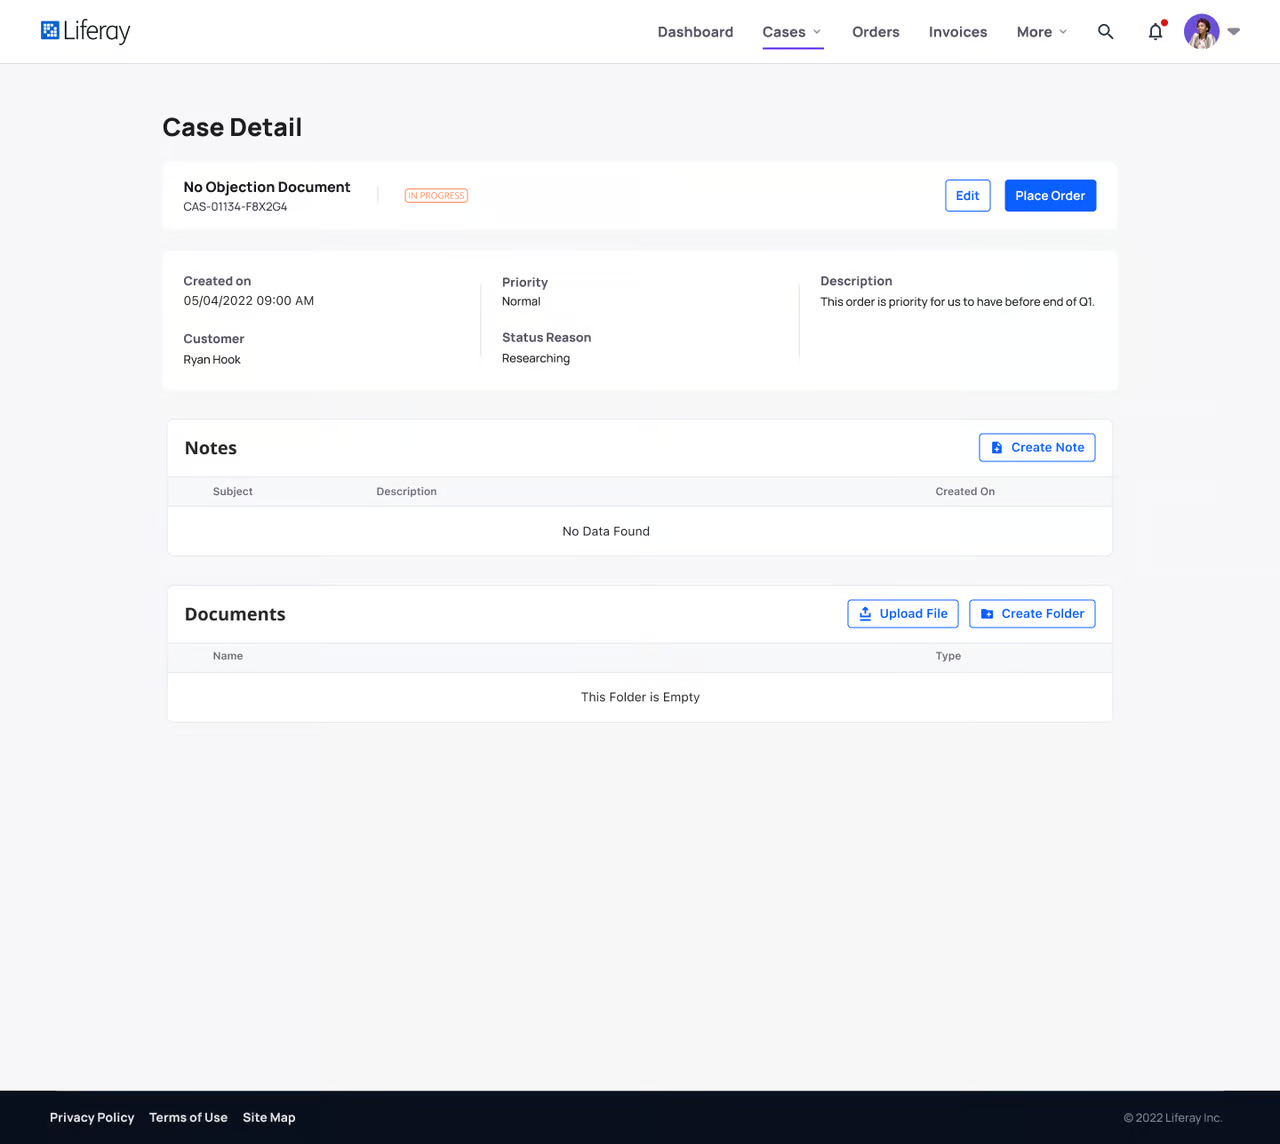 Liferay
Dashboard Cases Orders Invoices More
Case Detail
No Objection Document
CAS-01134-F8X2G4
IN PROGRESS
Edit Place Order
Created on
05/04/2022 09:00 AM
Customer
Ryan Hook
Priority
Normal
Status Reason
Researching
Description
This order is priority for us to have before end of Q1.
Notes
Create Note
Subject Description Created On
No Data Found
Documents
Upload File Create Folder
Name Type
This Folder is Empty
Privacy Policy Terms of Use Site Map
© 2022 Liferay Inc.